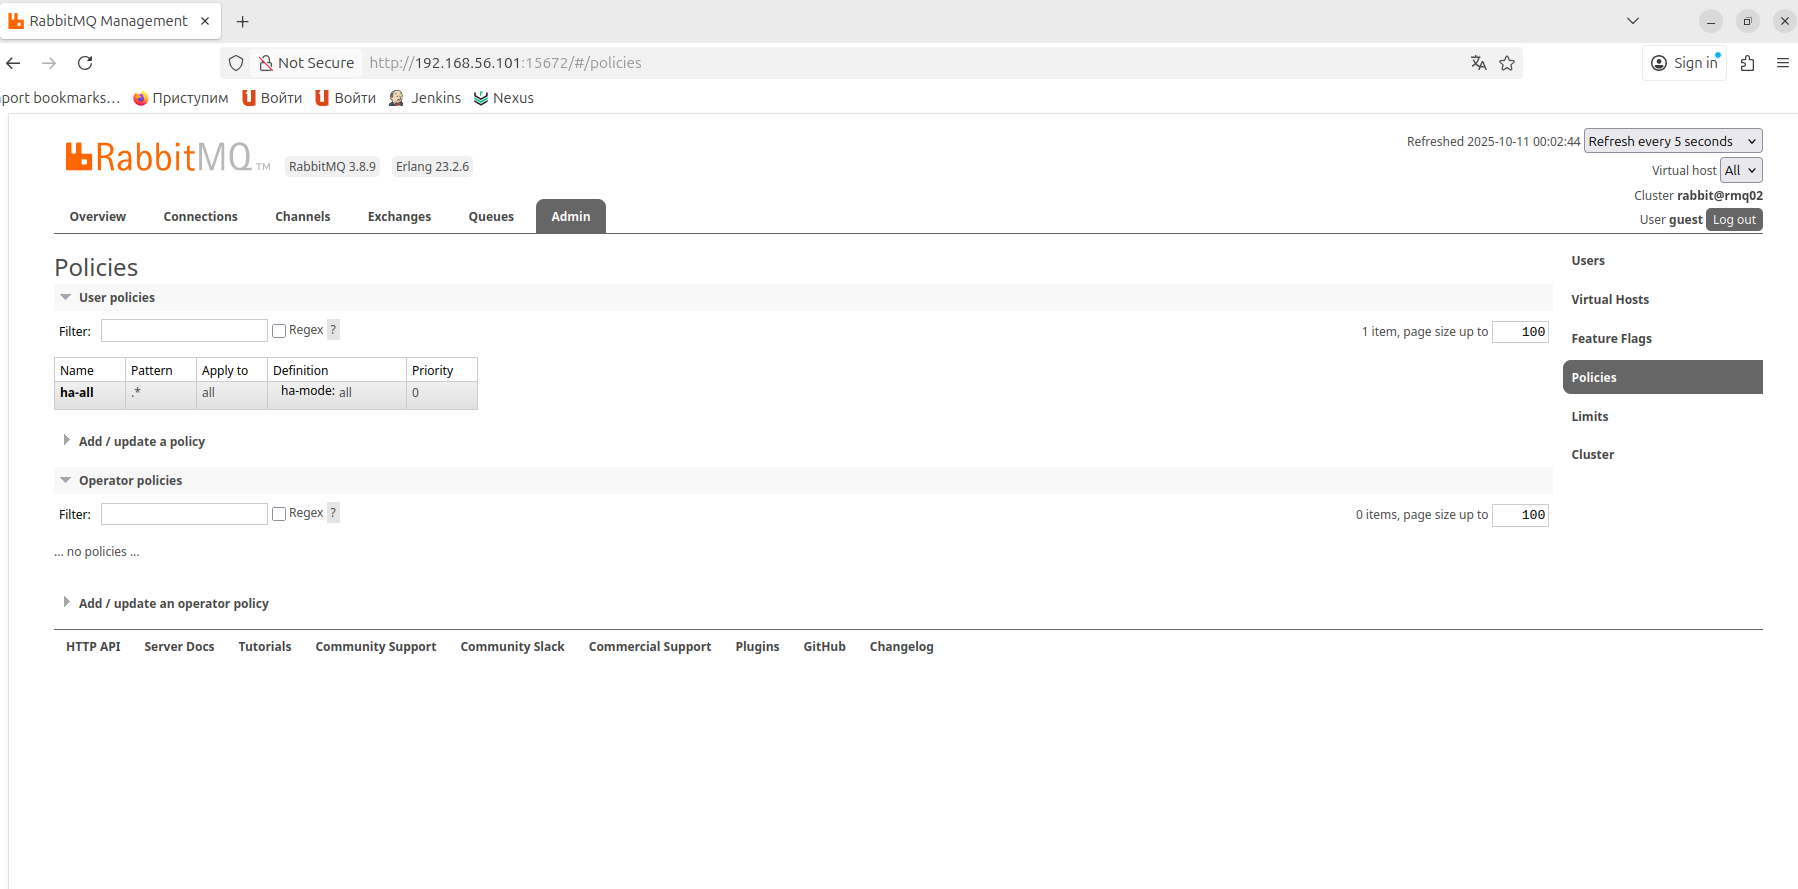 RabbitMQ Management
Not Secure http://192.168.56.101:15672/#/policies Sign in
port bookmarks... Приступим Войти Войти Jenkins Nexus
Refreshed 2025-10-11 00:02:44 Refresh every 5 seconds
RabbitMQ TM RabbitMQ 3.8.9 Erlang 23.2.6
Virtual host All
Cluster rabbit@rmq02
User guest Log out
Overview Connections Channels Exchanges Queues Admin
Policies
User policies
Filter: Regex ? 1 item, page size up to 100
Name Pattern Apply to Definition Priority
ha-all .* all ha-mode: all 0
Add / update a policy
Operator policies
Filter: Regex ? 0 items, page size up to 100
... no policies ...
Add / update an operator policy
Users
Virtual Hosts
Feature Flags
Policies
Limits
Cluster
HTTP API Server Docs Tutorials Community Support Community Slack Commercial Support Plugins GitHub Changelog